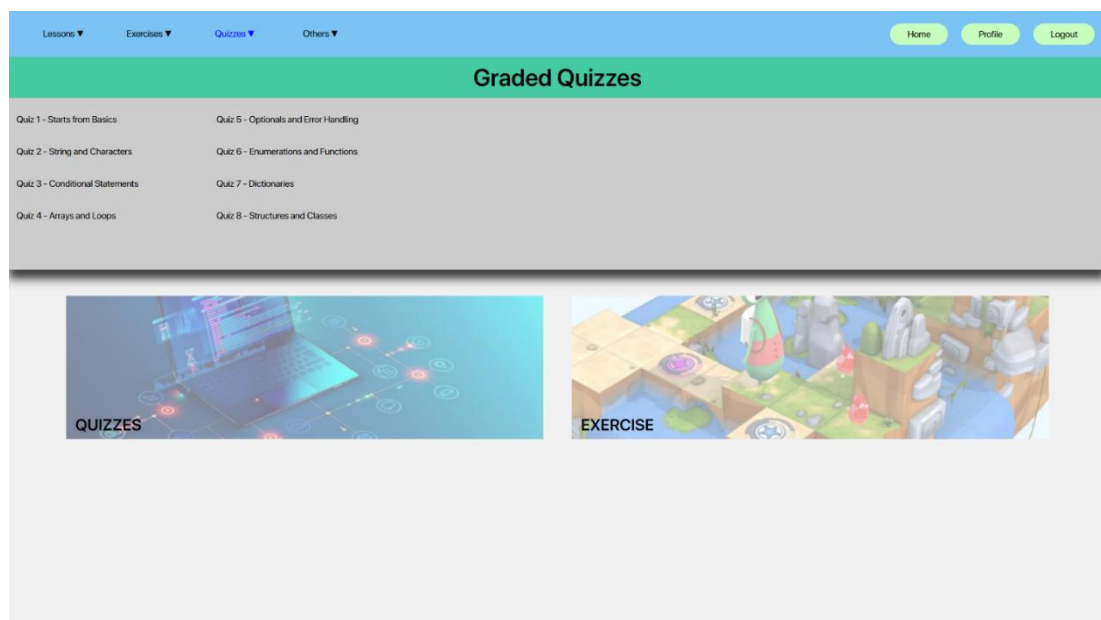 Lessons ▼ Exercises ▼ Quizzes ▼ Others ▼ Home Profile Logout
Graded Quizzes
Quiz 1 - Starts from Basics
Quiz 2 - String and Characters
Quiz 3 - Conditional Statements
Quiz 4 - Arrays and Loops
Quiz 5 - Optionals and Error Handling
Quiz 6 - Enumerations and Functions
Quiz 7 - Dictionaries
Quiz 8 - Structures and Classes
QUIZZES
EXERCISE